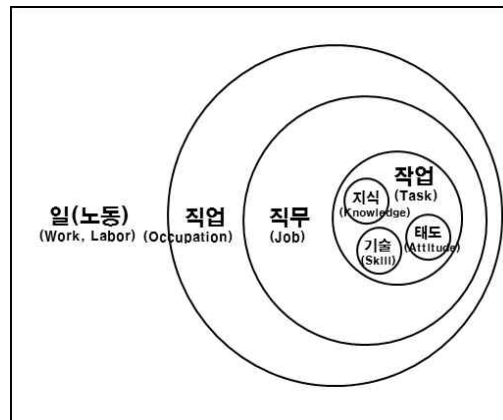 일(노동)
(Work, Labor)
직업
(Occupation)
직무
(Job)
작업
(Task)
지식
(Knowledge)
기술
(Skill)
태도
(Attitude)